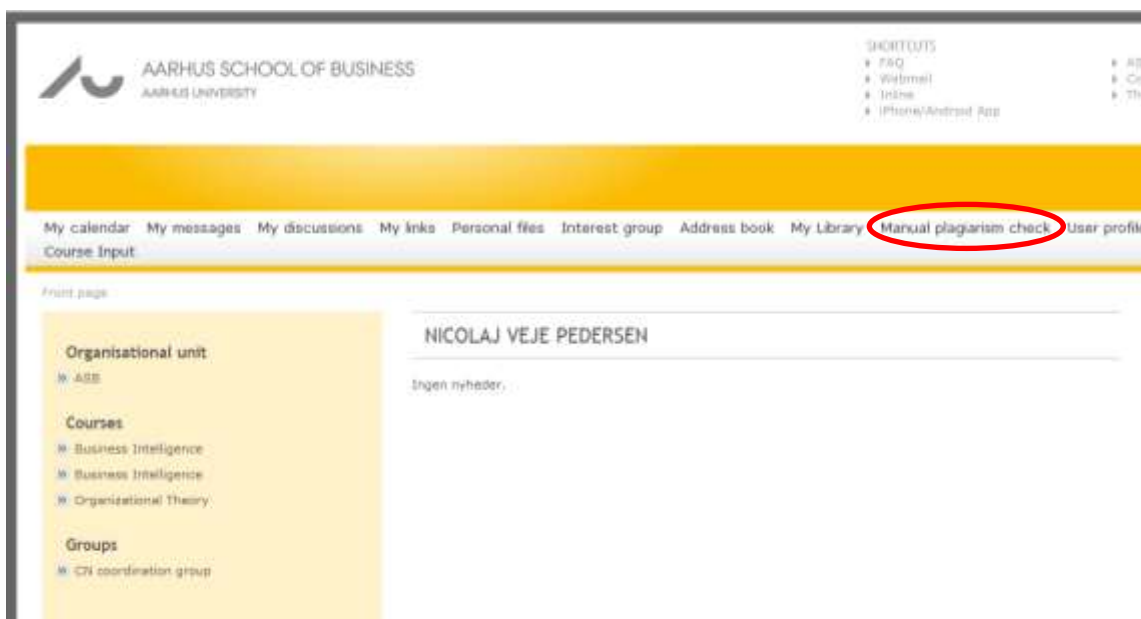 AARHUS SCHOOL OF BUSINESS
AARHUS UNIVERSITY
SHORTCUTS
FAQ
Webmail
Inline
iPhone/Android App
My calendar My messages My discussions My links Personal files Interest group Address book My Library Manual plagiarism check User profile
Course Input
Front page
Organisational unit
ASB
Courses
Business Intelligence
Business Intelligence
Organizational Theory
Groups
CN coordination group
NICOLAJ VEJE PEDERSEN
Ingen nyheder.